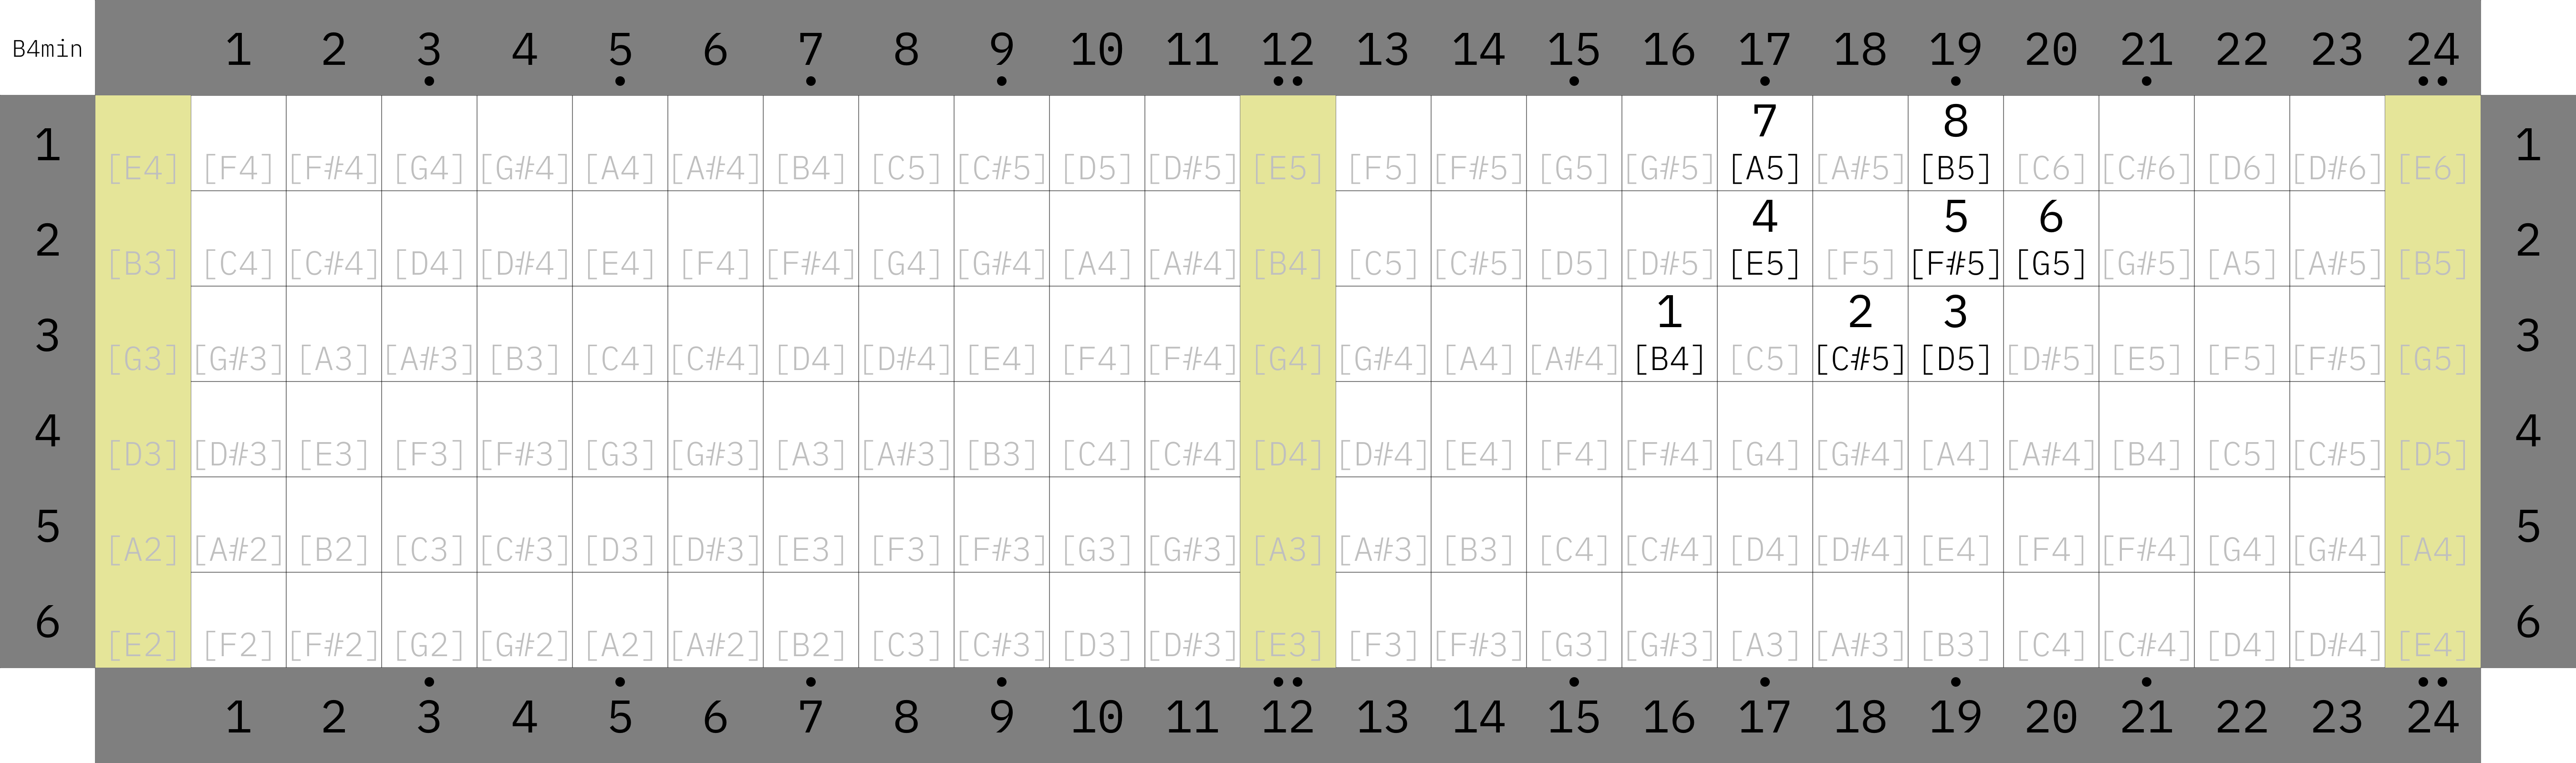 B4min 1 2 3 4 5 6 7 8 9 10 11 12 13 14 15 16 17 18 19 20 21 22 23 24
7 8
1 [E4] [F4] [F#4] [G4] [G#4] [A4] [A#4] [B4] [C5] [C#5] [D5] [D#5] [E5] [F5] [F#5] [G5] [G#5] [A5] [A#5] [B5] [C6] [C#6] [D6] [D#6] [E6] 1
4 5 6
2 [B3] [C4] [C#4] [D4] [D#4] [E4] [F4] [F#4] [G4] [G#4] [A4] [A#4] [B4] [C5] [C#5] [D5] [D#5] [E5] [F5] [F#5] [G5] [G#5] [A5] [A#5] [B5] 2
1 2 3
3 [G3] [G#3] [A3] [A#3] [B3] [C4] [C#4] [D4] [D#4] [E4] [F4] [F#4] [G4] [G#4] [A4] [A#4] [B4] [C5] [C#5] [D5] [D#5] [E5] [F5] [F#5] [G5] 3
4 [D3] [D#3] [E3] [F3] [F#3] [G3] [G#3] [A3] [A#3] [B3] [C4] [C#4] [D4] [D#4] [E4] [F4] [F#4] [G4] [G#4] [A4] [A#4] [B4] [C5] [C#5] [D5] 4
5 [A2] [A#2] [B2] [C3] [C#3] [D3] [D#3] [E3] [F3] [F#3] [G3] [G#3] [A3] [A#3] [B3] [C4] [C#4] [D4] [D#4] [E4] [F4] [F#4] [G4] [G#4] [A4] 5
6 [E2] [F2] [F#2] [G2] [G#2] [A2] [A#2] [B2] [C3] [C#3] [D3] [D#3] [E3] [F3] [F#3] [G3] [G#3] [A3] [A#3] [B3] [C4] [C#4] [D4] [D#4] [E4] 6
1 2 3 4 5 6 7 8 9 10 11 12 13 14 15 16 17 18 19 20 21 22 23 24